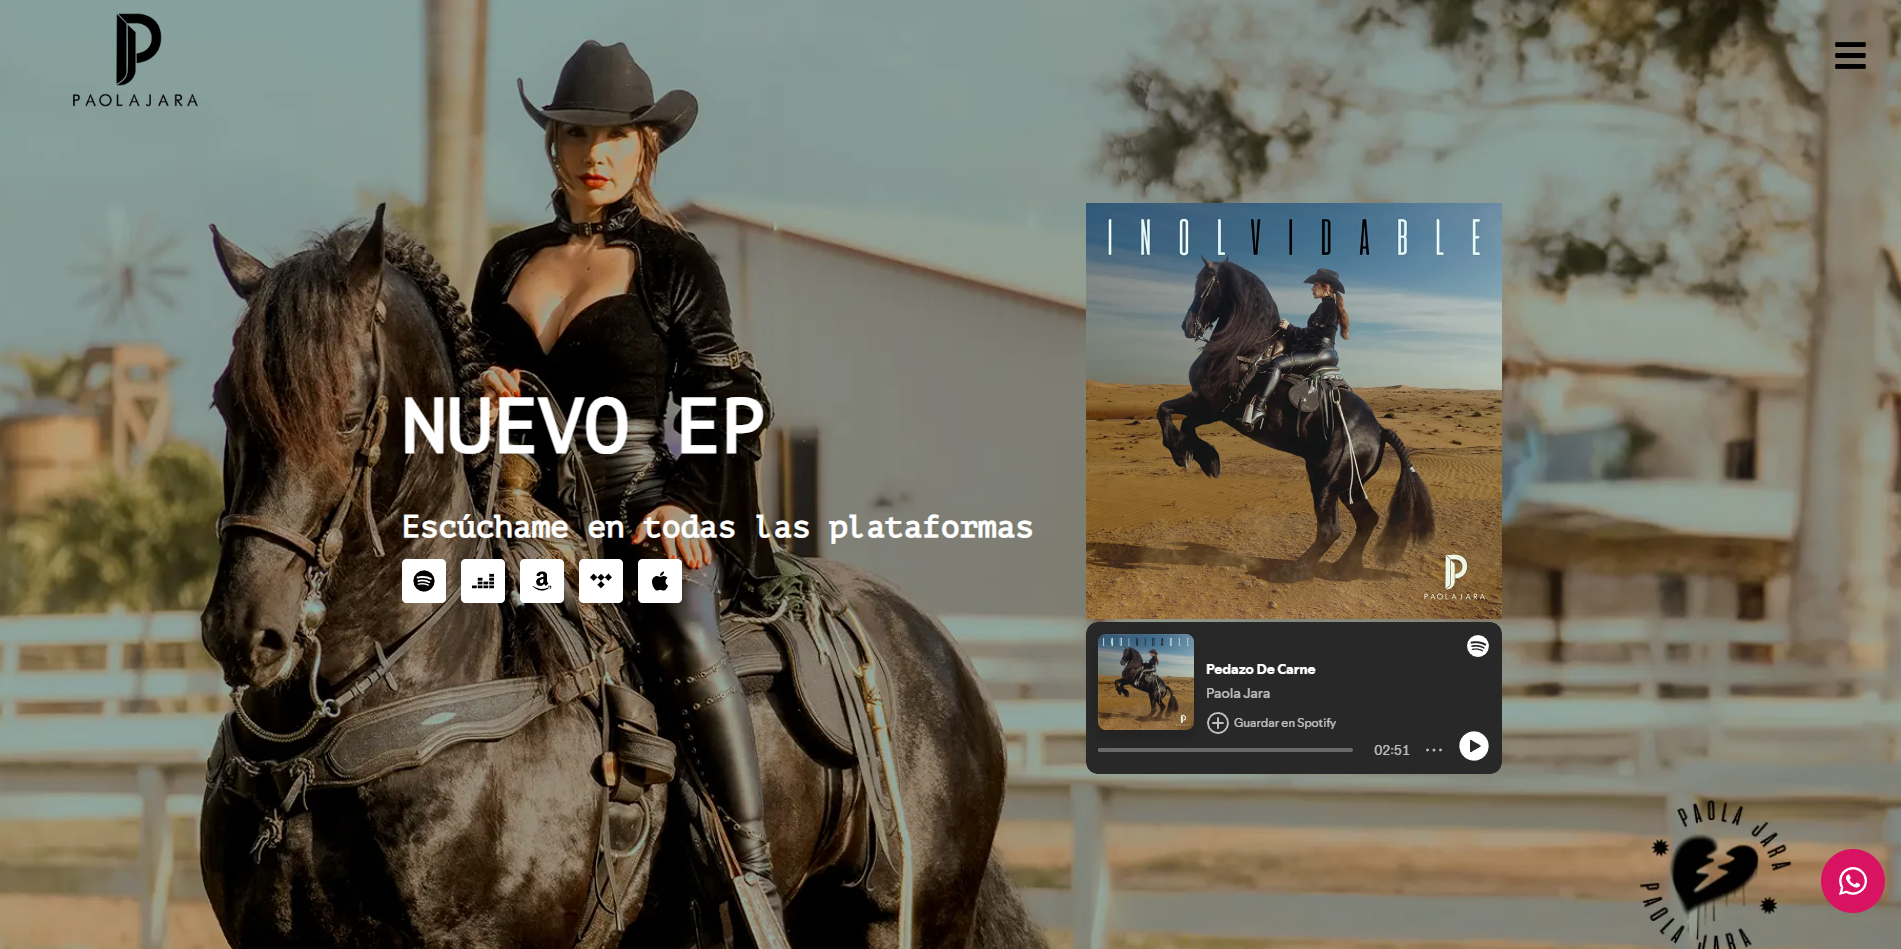 PAOLAJARA
INOLVIDABLE
NUEVO EP
Escúchame en todas las plataformas
PAOLAJARA
INOLVIDABLE
Pedazo De Carne
Paola Jara
Guardar en Spotify
02:51
PAOLA JARA
PAOLA JARA